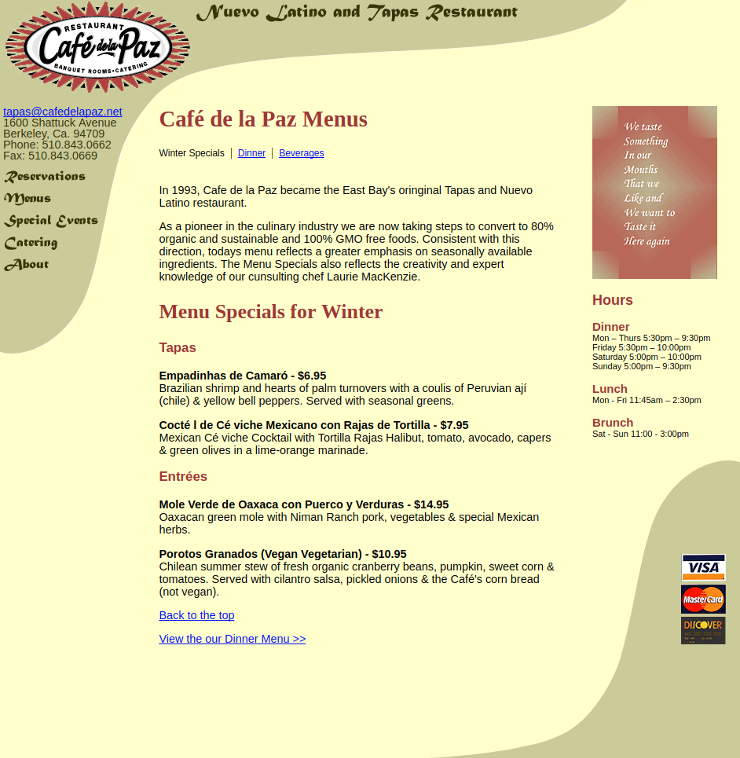 Nuevo Latino and Tapas Restaurant
RESTAURANT
Café de la Paz
BANQUET ROOMS • CATERING
tapas@cafedelapaz.net
1600 Shattuck Avenue
Berkeley, Ca. 94709
Phone: 510.843.0662
Fax: 510.843.0669
Reservations
Menus
Special Events
Catering
About
Café de la Paz Menus
Winter Specials | Dinner | Beverages
In 1993, Cafe de la Paz became the East Bay's oringinal Tapas and Nuevo
Latino restaurant.
As a pioneer in the culinary industry we are now taking steps to convert to 80%
organic and sustainable and 100% GMO free foods. Consistent with this
direction, todays menu reflects a greater emphasis on seasonally available
ingredients. The Menu Specials also reflects the creativity and expert
knowledge of our cunsulting chef Laurie MacKenzie.
Menu Specials for Winter
Tapas
Empadinhas de Camaró - $6.95
Brazilian shrimp and hearts of palm turnovers with a coulis of Peruvian ají
(chile) & yellow bell peppers. Served with seasonal greens.
Cocté l de Cé viche Mexicano con Rajas de Tortilla - $7.95
Mexican Cé viche Cocktail with Tortilla Rajas Halibut, tomato, avocado, capers
& green olives in a lime-orange marinade.
Entrées
Mole Verde de Oaxaca con Puerco y Verduras - $14.95
Oaxacan green mole with Niman Ranch pork, vegetables & special Mexican
herbs.
Porotos Granados (Vegan Vegetarian) - $10.95
Chilean summer stew of fresh organic cranberry beans, pumpkin, sweet corn &
tomatoes. Served with cilantro salsa, pickled onions & the Café's corn bread
(not vegan).
Back to the top
View the our Dinner Menu >>
We taste
Something
In our
Mouths
That we
Like and
We want to
Taste it
Here again
Hours
Dinner
Mon – Thurs 5:30pm – 9:30pm
Friday 5:30pm – 10:00pm
Saturday 5:00pm – 10:00pm
Sunday 5:00pm – 9:30pm
Lunch
Mon - Fri 11:45am – 2:30pm
Brunch
Sat - Sun 11:00 - 3:00pm
VISA
MasterCard
DISCOVER